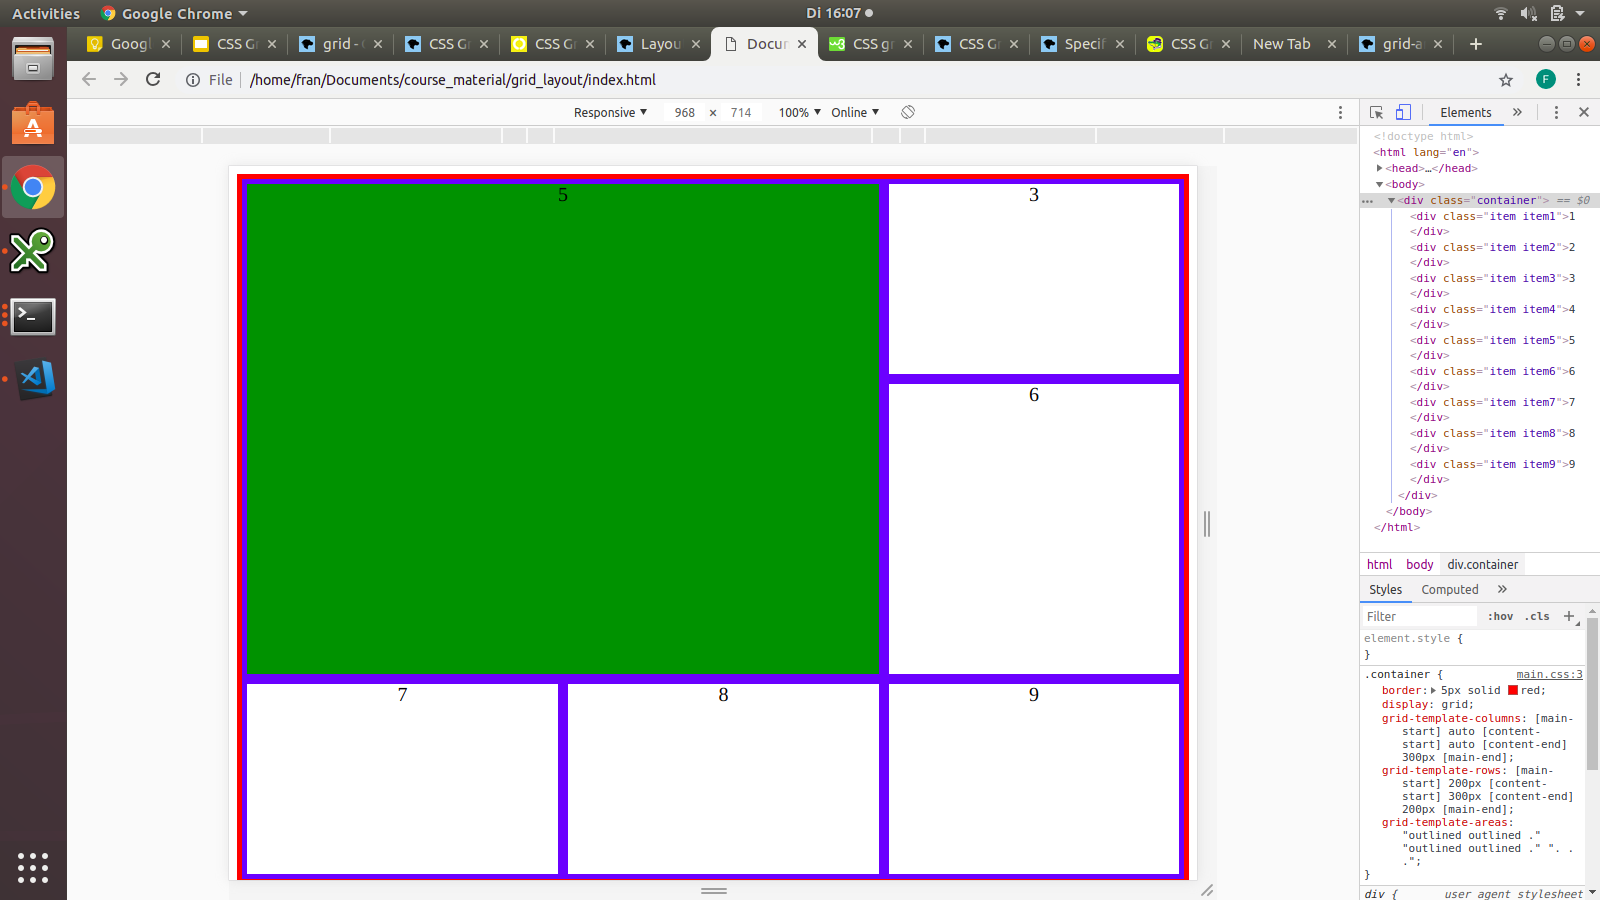 Activities
Google Chrome
Di 16:07
Googl
CSS Gr
grid - 
CSS Gr
CSS Gr
Layou
Docum
CSS gr
CSS Gr
Specif
CSS Gr
New Tab
grid-ar
File
/home/fran/Documents/course_material/grid_layout/index.html
F
Responsive
968 × 714
100%
Online
Elements
<!doctype html>
<html lang="en">
<head>…</head>
<body>
<div class="container"> == $0
<div class="item item1">1
</div>
<div class="item item2">2
</div>
<div class="item item3">3
</div>
<div class="item item4">4
</div>
<div class="item item5">5
</div>
<div class="item item6">6
</div>
<div class="item item7">7
</div>
<div class="item item8">8
</div>
<div class="item item9">9
</div>
</div>
</body>
</html>
5
3
6
7
8
9
html body div.container
Styles Computed
Filter
:hov .cls
element.style {
}
.container {
main.css:3
border: 5px solid red;
display: grid;
grid-template-columns: [main-
start] auto [content-
start] auto [content-end]
300px [main-end];
grid-template-rows: [main-
start] 200px [content-
start] 300px [content-end]
200px [main-end];
grid-template-areas:
"outlined outlined ."
"outlined outlined ." ". .
.";
}
div {
user agent stylesheet